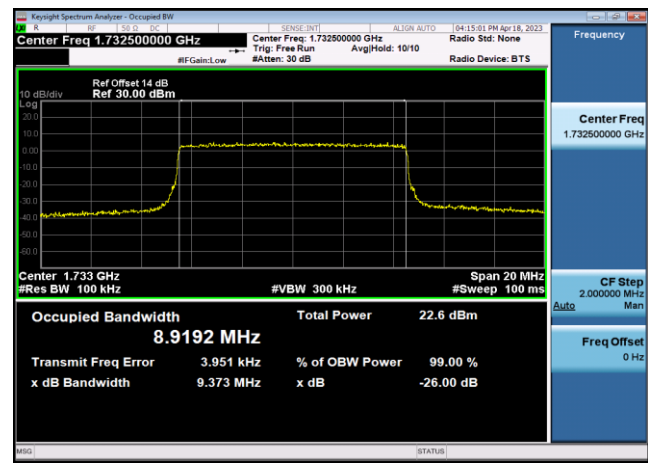 Keysight Spectrum Analyzer - Occupied BW
R RF 50 Ω DC SENSE:INT ALIGN AUTO 04:15:01 PM Apr 18, 2023
Center Freq 1.732500000 GHz
Center Freq: 1.732500000 GHz
Radio Std: None
Trig: Free Run Avg|Hold: 10/10
#IFGain:Low
#Atten: 30 dB
Radio Device: BTS
Ref Offset 14 dB
10 dB/div Ref 30.00 dBm
Log
20.0
10.0
0.00
-10.0
-20.0
-30.0
-40.0
-50.0
-60.0
Center 1.733 GHz Span 20 MHz
#Res BW 100 kHz #VBW 300 kHz #Sweep 100 ms
Occupied Bandwidth Total Power 22.6 dBm
8.9192 MHz
Transmit Freq Error 3.951 kHz % of OBW Power 99.00 %
x dB Bandwidth 9.373 MHz x dB -26.00 dB
MSG STATUS
Frequency
Center Freq
1.732500000 GHz
CF Step
2.000000 MHz
Auto Man
Freq Offset
0 Hz